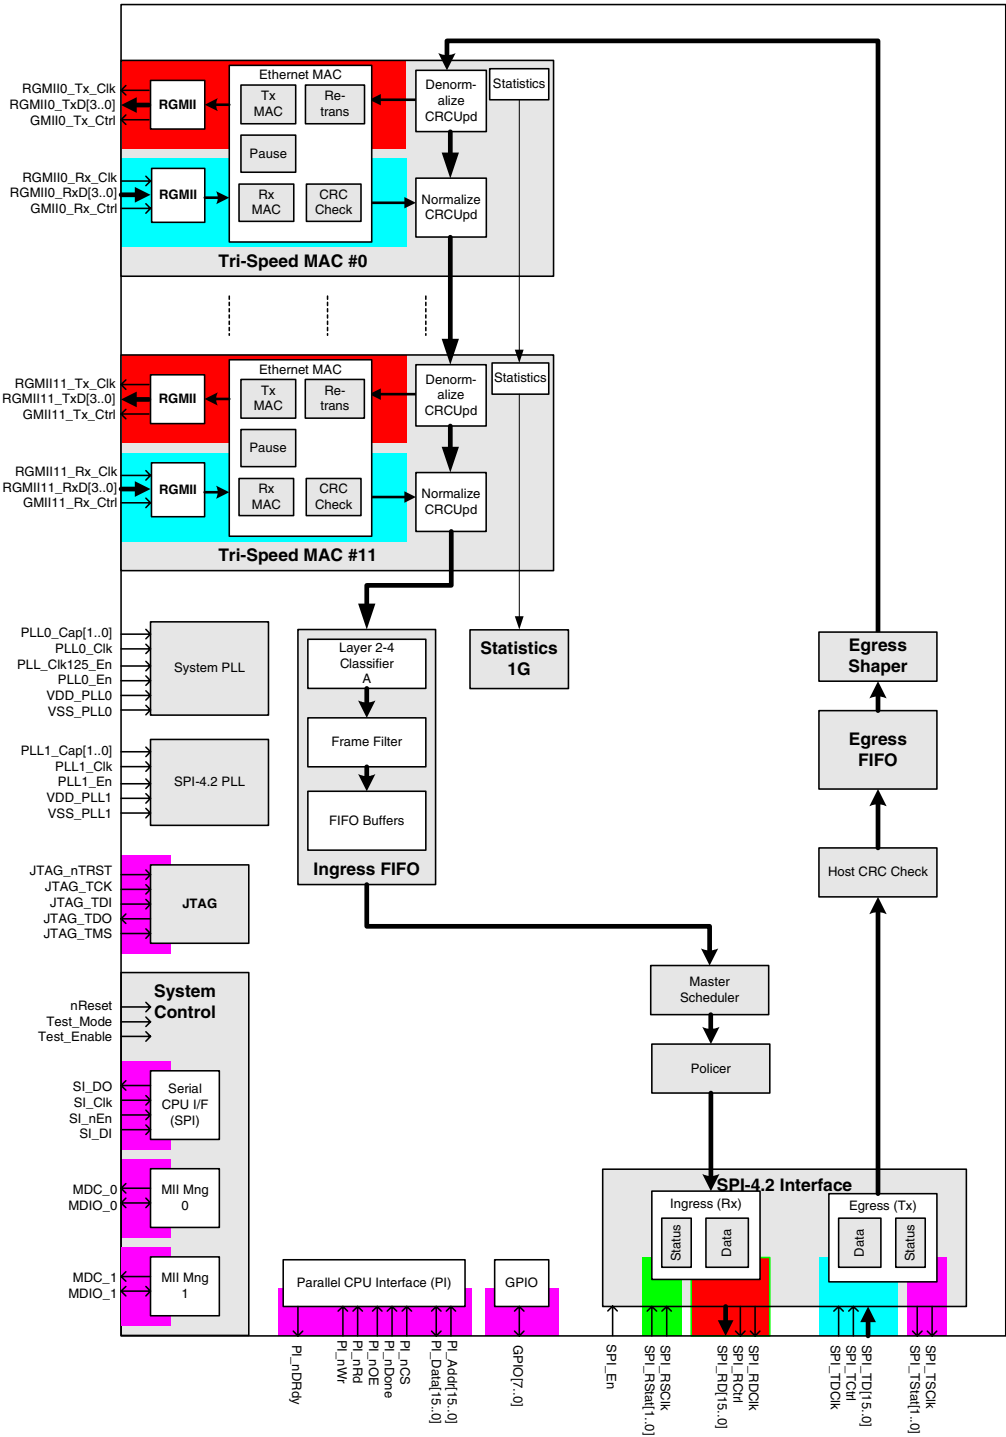 RGMII0_Tx_Clk
RGMII0_TxD[3..0]
GMII0_Tx_Ctrl
RGMII
Ethernet MAC
Tx
MAC
Re-
trans
Pause
Denorm-
alize
CRCUpd
Statistics
RGMII0_Rx_Clk
RGMII0_RxD[3..0]
GMII0_Rx_Ctrl
RGMII
Rx
MAC
CRC
Check
Normalize
CRCUpd
Tri-Speed MAC #0
RGMII11_Tx_Clk
RGMII11_TxD[3..0]
GMII11_Tx_Ctrl
RGMII
Ethernet MAC
Tx
MAC
Re-
trans
Pause
Denorm-
alize
CRCUpd
Statistics
RGMII11_Rx_Clk
RGMII11_RxD[3..0]
GMII11_Rx_Ctrl
RGMII
Rx
MAC
CRC
Check
Normalize
CRCUpd
Tri-Speed MAC #11
PLL0_Cap[1..0]
PLL0_Clk
PLL_Clk125_En
PLL0_En
VDD_PLL0
VSS_PLL0
System PLL
Layer 2-4
Classifier
A
Frame Filter
FIFO Buffers
Ingress FIFO
Statistics
1G
Egress
Shaper
Egress
FIFO
Host CRC Check
PLL1_Cap[1..0]
PLL1_Clk
PLL1_En
VDD_PLL1
VSS_PLL1
SPI-4.2 PLL
JTAG_nTRST
JTAG_TCK
JTAG_TDI
JTAG_TDO
JTAG_TMS
JTAG
Master
Scheduler
Policer
System
Control
nReset
Test_Mode
Test_Enable
SI_DO
SI_Clk
SI_nEn
SI_DI
Serial
CPU I/F
(SPI)
MDC_0
MDIO_0
MII Mng
0
MDC_1
MDIO_1
MII Mng
1
Parallel CPU Interface (PI)
GPIO
SPI-4.2 Interface
Ingress (Rx)
Status
Data
Egress (Tx)
Data
Status
PI_nDRdy
PI_nWr
PI_nRd
PI_nOE
PI_nDone
PI_nCS
PI_Data[15..0]
PI_Addr[15..0]
GPIO[7..0]
SPI_En
SPI_RStat[1..0]
SPI_RSClk
SPI_RD[15..0]
SPI_RCtrl
SPI_RDClk
SPI_TDClk
SPI_TCtrl
SPI_TD[15..0]
SPI_TStat[1..0]
SPI_TSClk